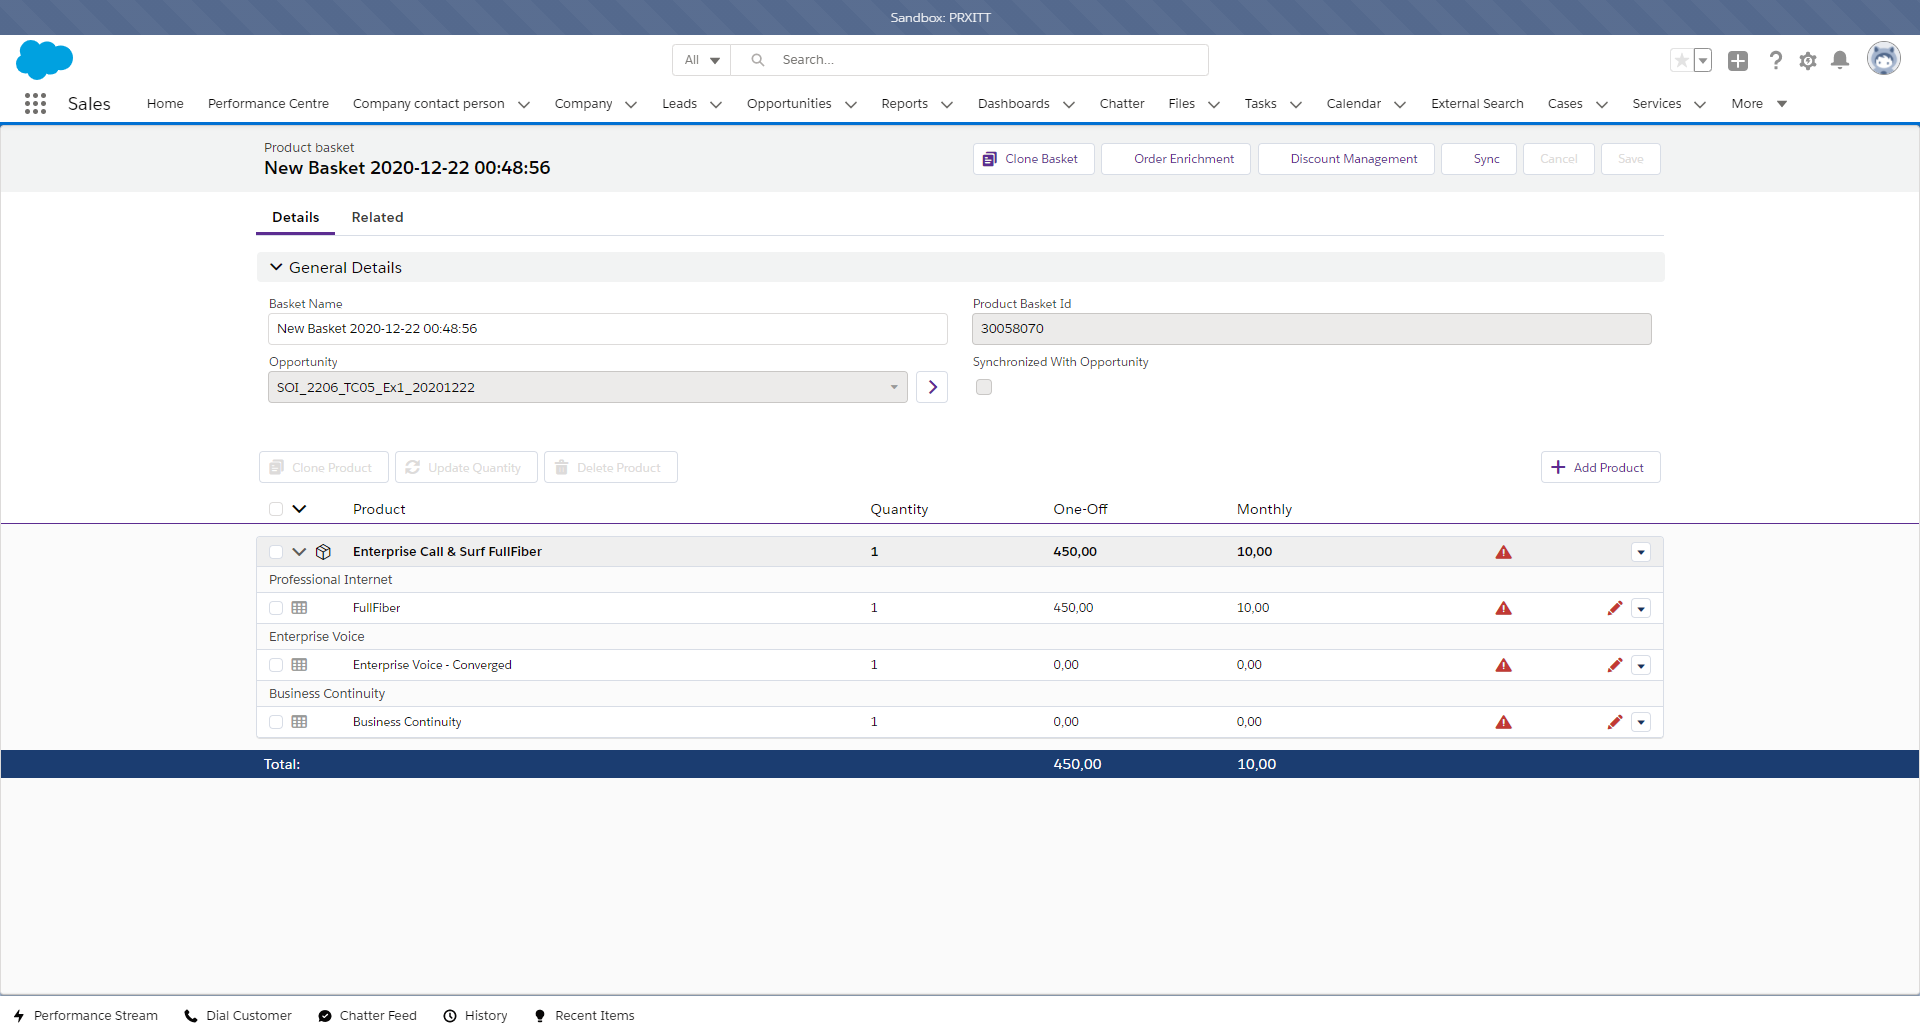 Sandbox: PRXITT
All
Search...
Sales Home Performance Centre Company contact person Company Leads Opportunities Reports Dashboards Chatter Files Tasks Calendar External Search Cases Services More
Product basket
New Basket 2020-12-22 00:48:56
Clone Basket Order Enrichment Discount Management Sync Cancel Save
Details Related
General Details
Basket Name Product Basket Id
New Basket 2020-12-22 00:48:56 30058070
Opportunity Synchronized With Opportunity
SOI_2206_TC05_Ex1_20201222
Clone Product Update Quantity Delete Product Add Product
Product Quantity One-Off Monthly
Enterprise Call & Surf FullFiber 1 450,00 10,00
Professional Internet
FullFiber 1 450,00 10,00
Enterprise Voice
Enterprise Voice - Converged 1 0,00 0,00
Business Continuity
Business Continuity 1 0,00 0,00
Total: 450,00 10,00
Performance Stream Dial Customer Chatter Feed History Recent Items